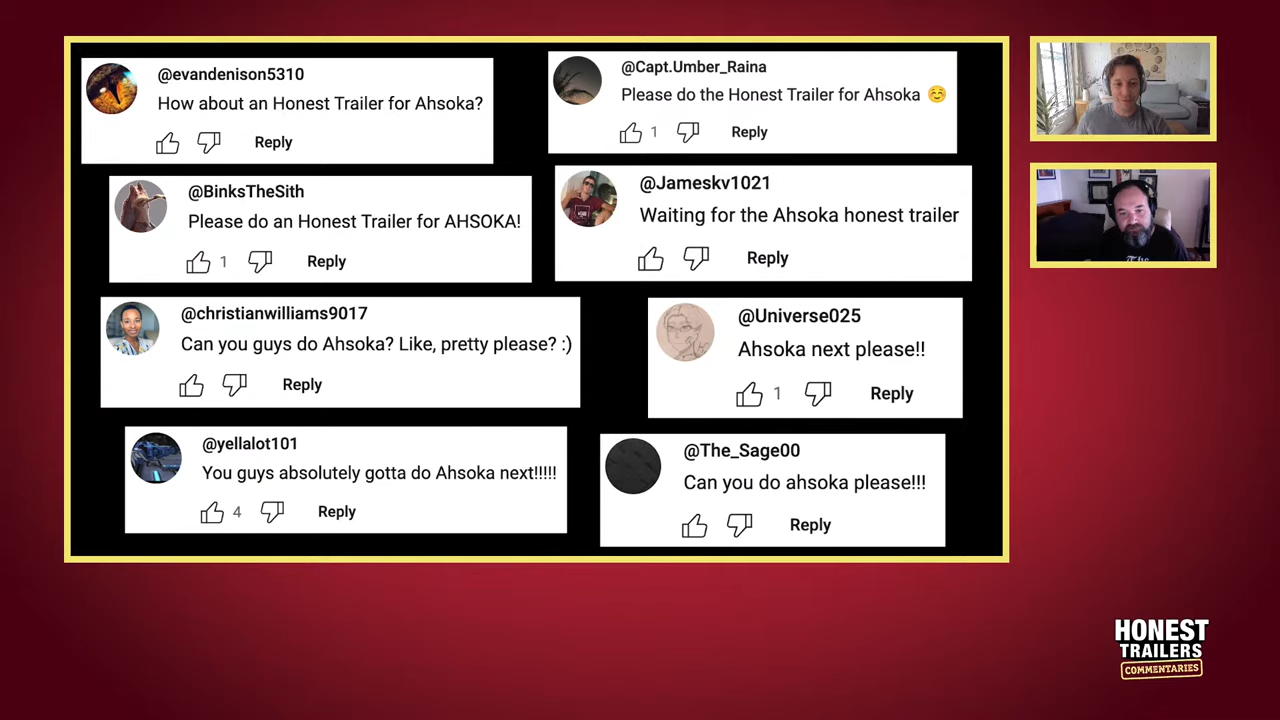 @evandenison5310
How about an Honest Trailer for Ahsoka?
Reply
@Capt.Umber_Raina
Please do the Honest Trailer for Ahsoka ☺️
1
Reply
@BinksTheSith
Please do an Honest Trailer for AHSOKA!
1
Reply
@Jameskv1021
Waiting for the Ahsoka honest trailer
Reply
@christianwilliams9017
Can you guys do Ahsoka? Like, pretty please? :)
Reply
@Universe025
Ahsoka next please!!
1
Reply
@yellalot101
You guys absolutely gotta do Ahsoka next!!!!!
4
Reply
@The_Sage00
Can you do ahsoka please!!!
Reply
The
HONEST
TRAILERS
COMMENTARIES